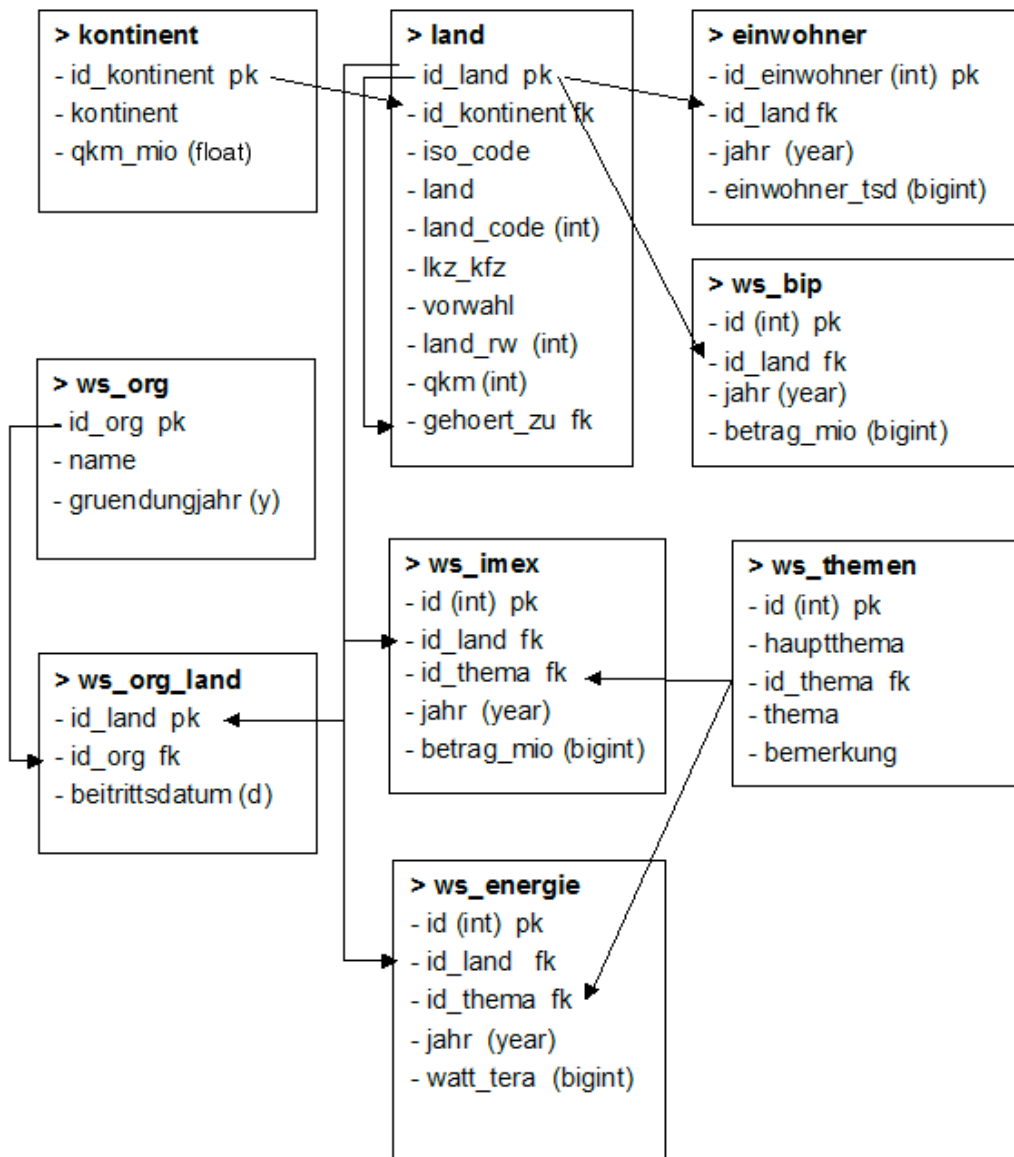 > kontinent
- id_kontinent pk
- kontinent
- qkm_mio (float)
> land
- id_land pk
- id_kontinent fk
- iso_code
- land
- land_code (int)
- lkz_kfz
- vorwahl
- land_rw (int)
- qkm (int)
- gehoert_zu fk
> einwohner
- id_einwohner (int) pk
- id_land fk
- jahr (year)
- einwohner_tsd (bigint)
> ws_bip
- id (int) pk
- id_land fk
- jahr (year)
- betrag_mio (bigint)
> ws_org
- id_org pk
- name
- gruendungjahr (y)
> ws_imex
- id (int) pk
- id_land fk
- id_thema fk
- jahr (year)
- betrag_mio (bigint)
> ws_themen
- id (int) pk
- hauptthema
- id_thema fk
- thema
- bemerkung
> ws_org_land
- id_land pk
- id_org fk
- beitrittsdatum (d)
> ws_energie
- id (int) pk
- id_land fk
- id_thema fk
- jahr (year)
- watt_tera (bigint)